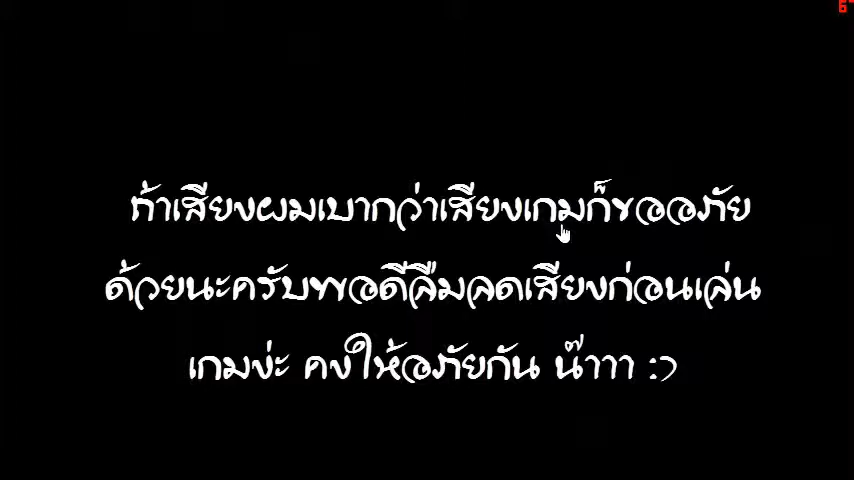 ถ้าเสียงผมเบากว่าเสียงเกมก็ขออภัย
ด้วยนะครับพอดีลืมลดเสียงก่อนเล่น
เกมง่ะ คงให้อภัยกัน น๊าาา :)